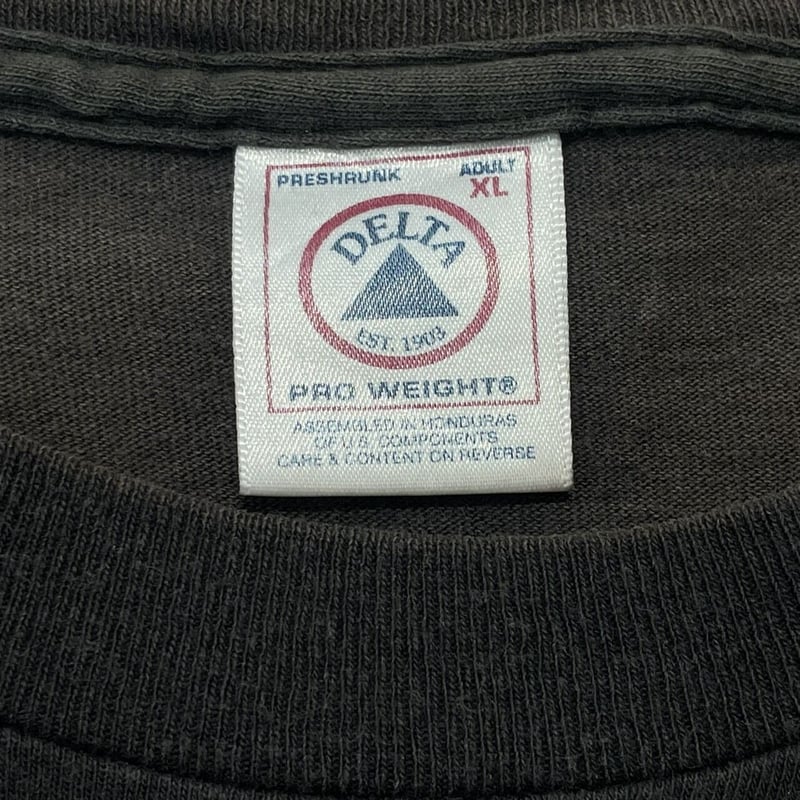 PRESHRUNK ADULT
XL
DELTA
EST. 1903
PRO WEIGHT®
ASSEMBLED IN HONDURAS
OF U.S. COMPONENTS
CARE & CONTENT ON REVERSE